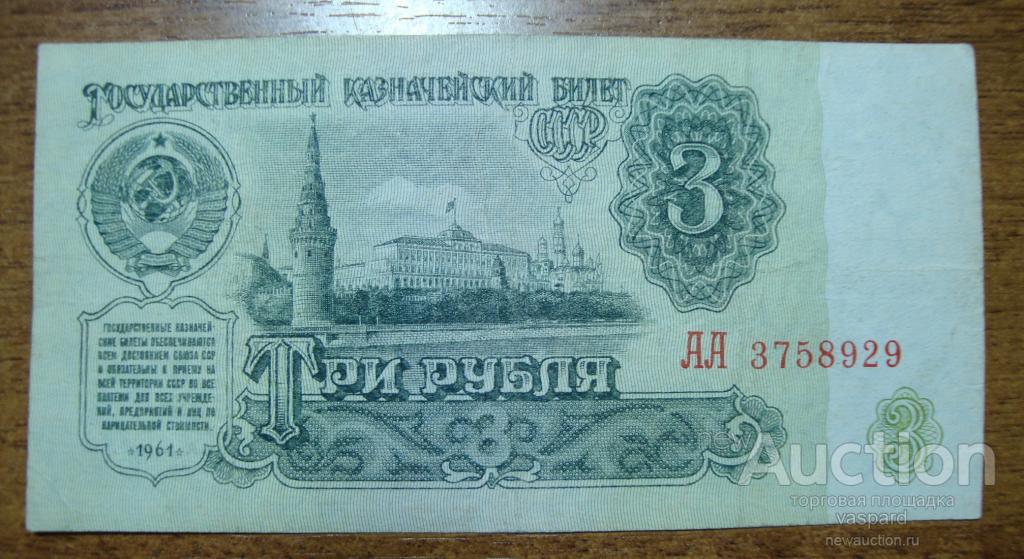 ГОСУДАРСТВЕННЫЙ КАЗНАЧЕЙСКИЙ БИЛЕТ
СССР
3
ГОСУДАРСТВЕННЫЕ КАЗНАЧЕЙ-
СКИЕ БИЛЕТЫ ОБЕСПЕЧИВАЮТСЯ
ВСЕМ ДОСТОЯНИЕМ СОЮЗА ССР
И ОБЯЗАТЕЛЬНЫ К ПРИЕМУ НА
ВСЕЙ ТЕРРИТОРИИ СССР ВО ВСЕ
ПЛАТЕЖИ ДЛЯ ВСЕХ УЧРЕЖДЕ-
НИЙ, ПРЕДПРИЯТИЙ И ЛИЦ ПО
НАРИЦАТЕЛЬНОЙ СТОИМОСТИ.
1961
ТРИ РУБЛЯ
АА 3758929
3
3
Auction
торговая площадка
vaspard
newauction.ru